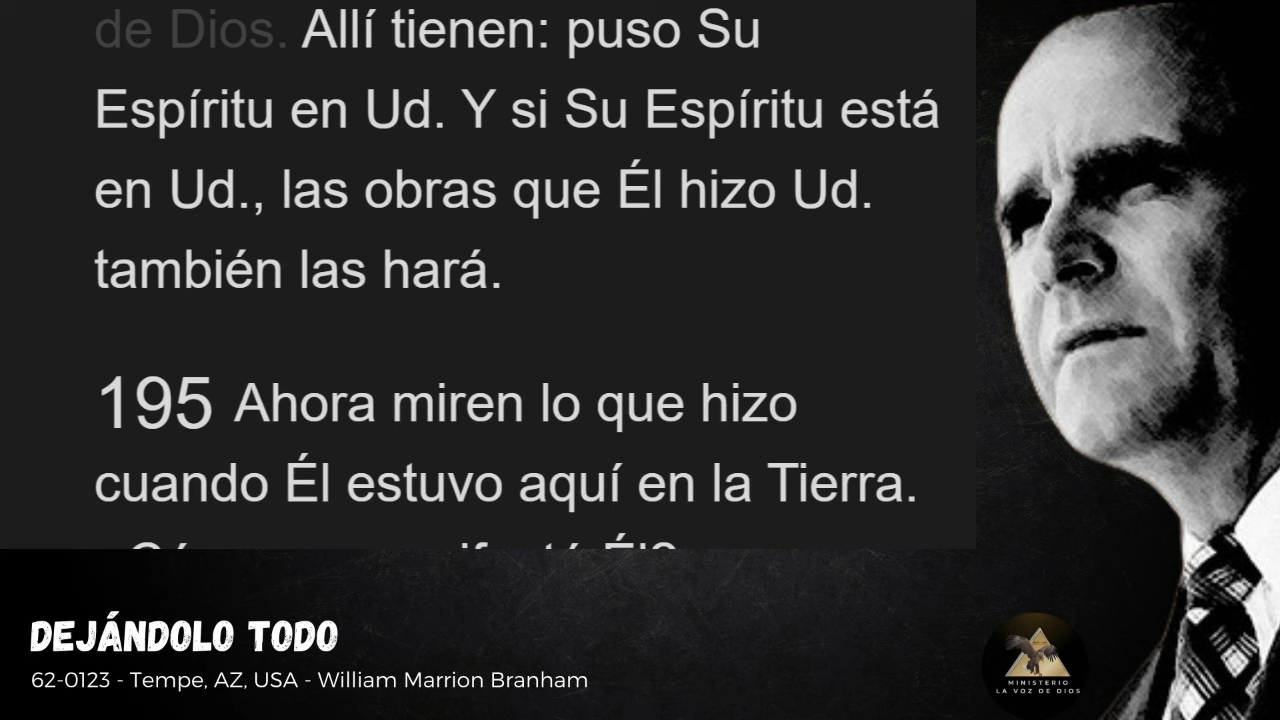 de Dios. Allí tienen: puso Su
Espíritu en Ud. Y si Su Espíritu está
en Ud., las obras que Él hizo Ud.
también las hará.
195 Ahora miren lo que hizo
cuando Él estuvo aquí en la Tierra.
DEJÁNDOLO TODO
62-0123 - Tempe, AZ, USA - William Marrion Branham
MINISTERIO
LA VOZ DE DIOS